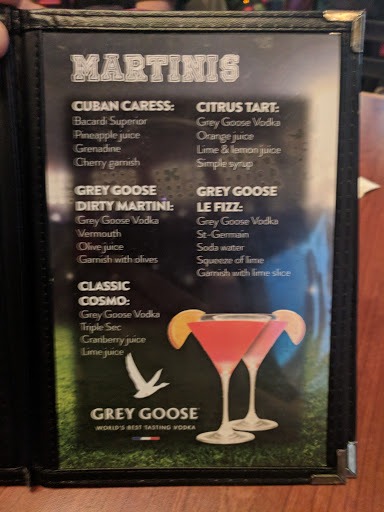 MARTINIS
CUBAN CARESS:
Bacardi Superior
Pineapple juice
Grenadine
Cherry garnish
CITRUS TART:
Grey Goose Vodka
Orange juice
Lime & lemon juice
Simple syrup
GREY GOOSE
DIRTY MARTINI:
Grey Goose Vodka
Vermouth
Olive juice
Garnish with olives
GREY GOOSE
LE FIZZ:
Grey Goose Vodka
St-Germain
Soda water
Squeeze of lime
Garnish with lime slice
CLASSIC
COSMO:
Grey Goose Vodka
Triple Sec
Cranberry juice
Lime juice
GREY GOOSE
WORLD'S BEST TASTING VODKA